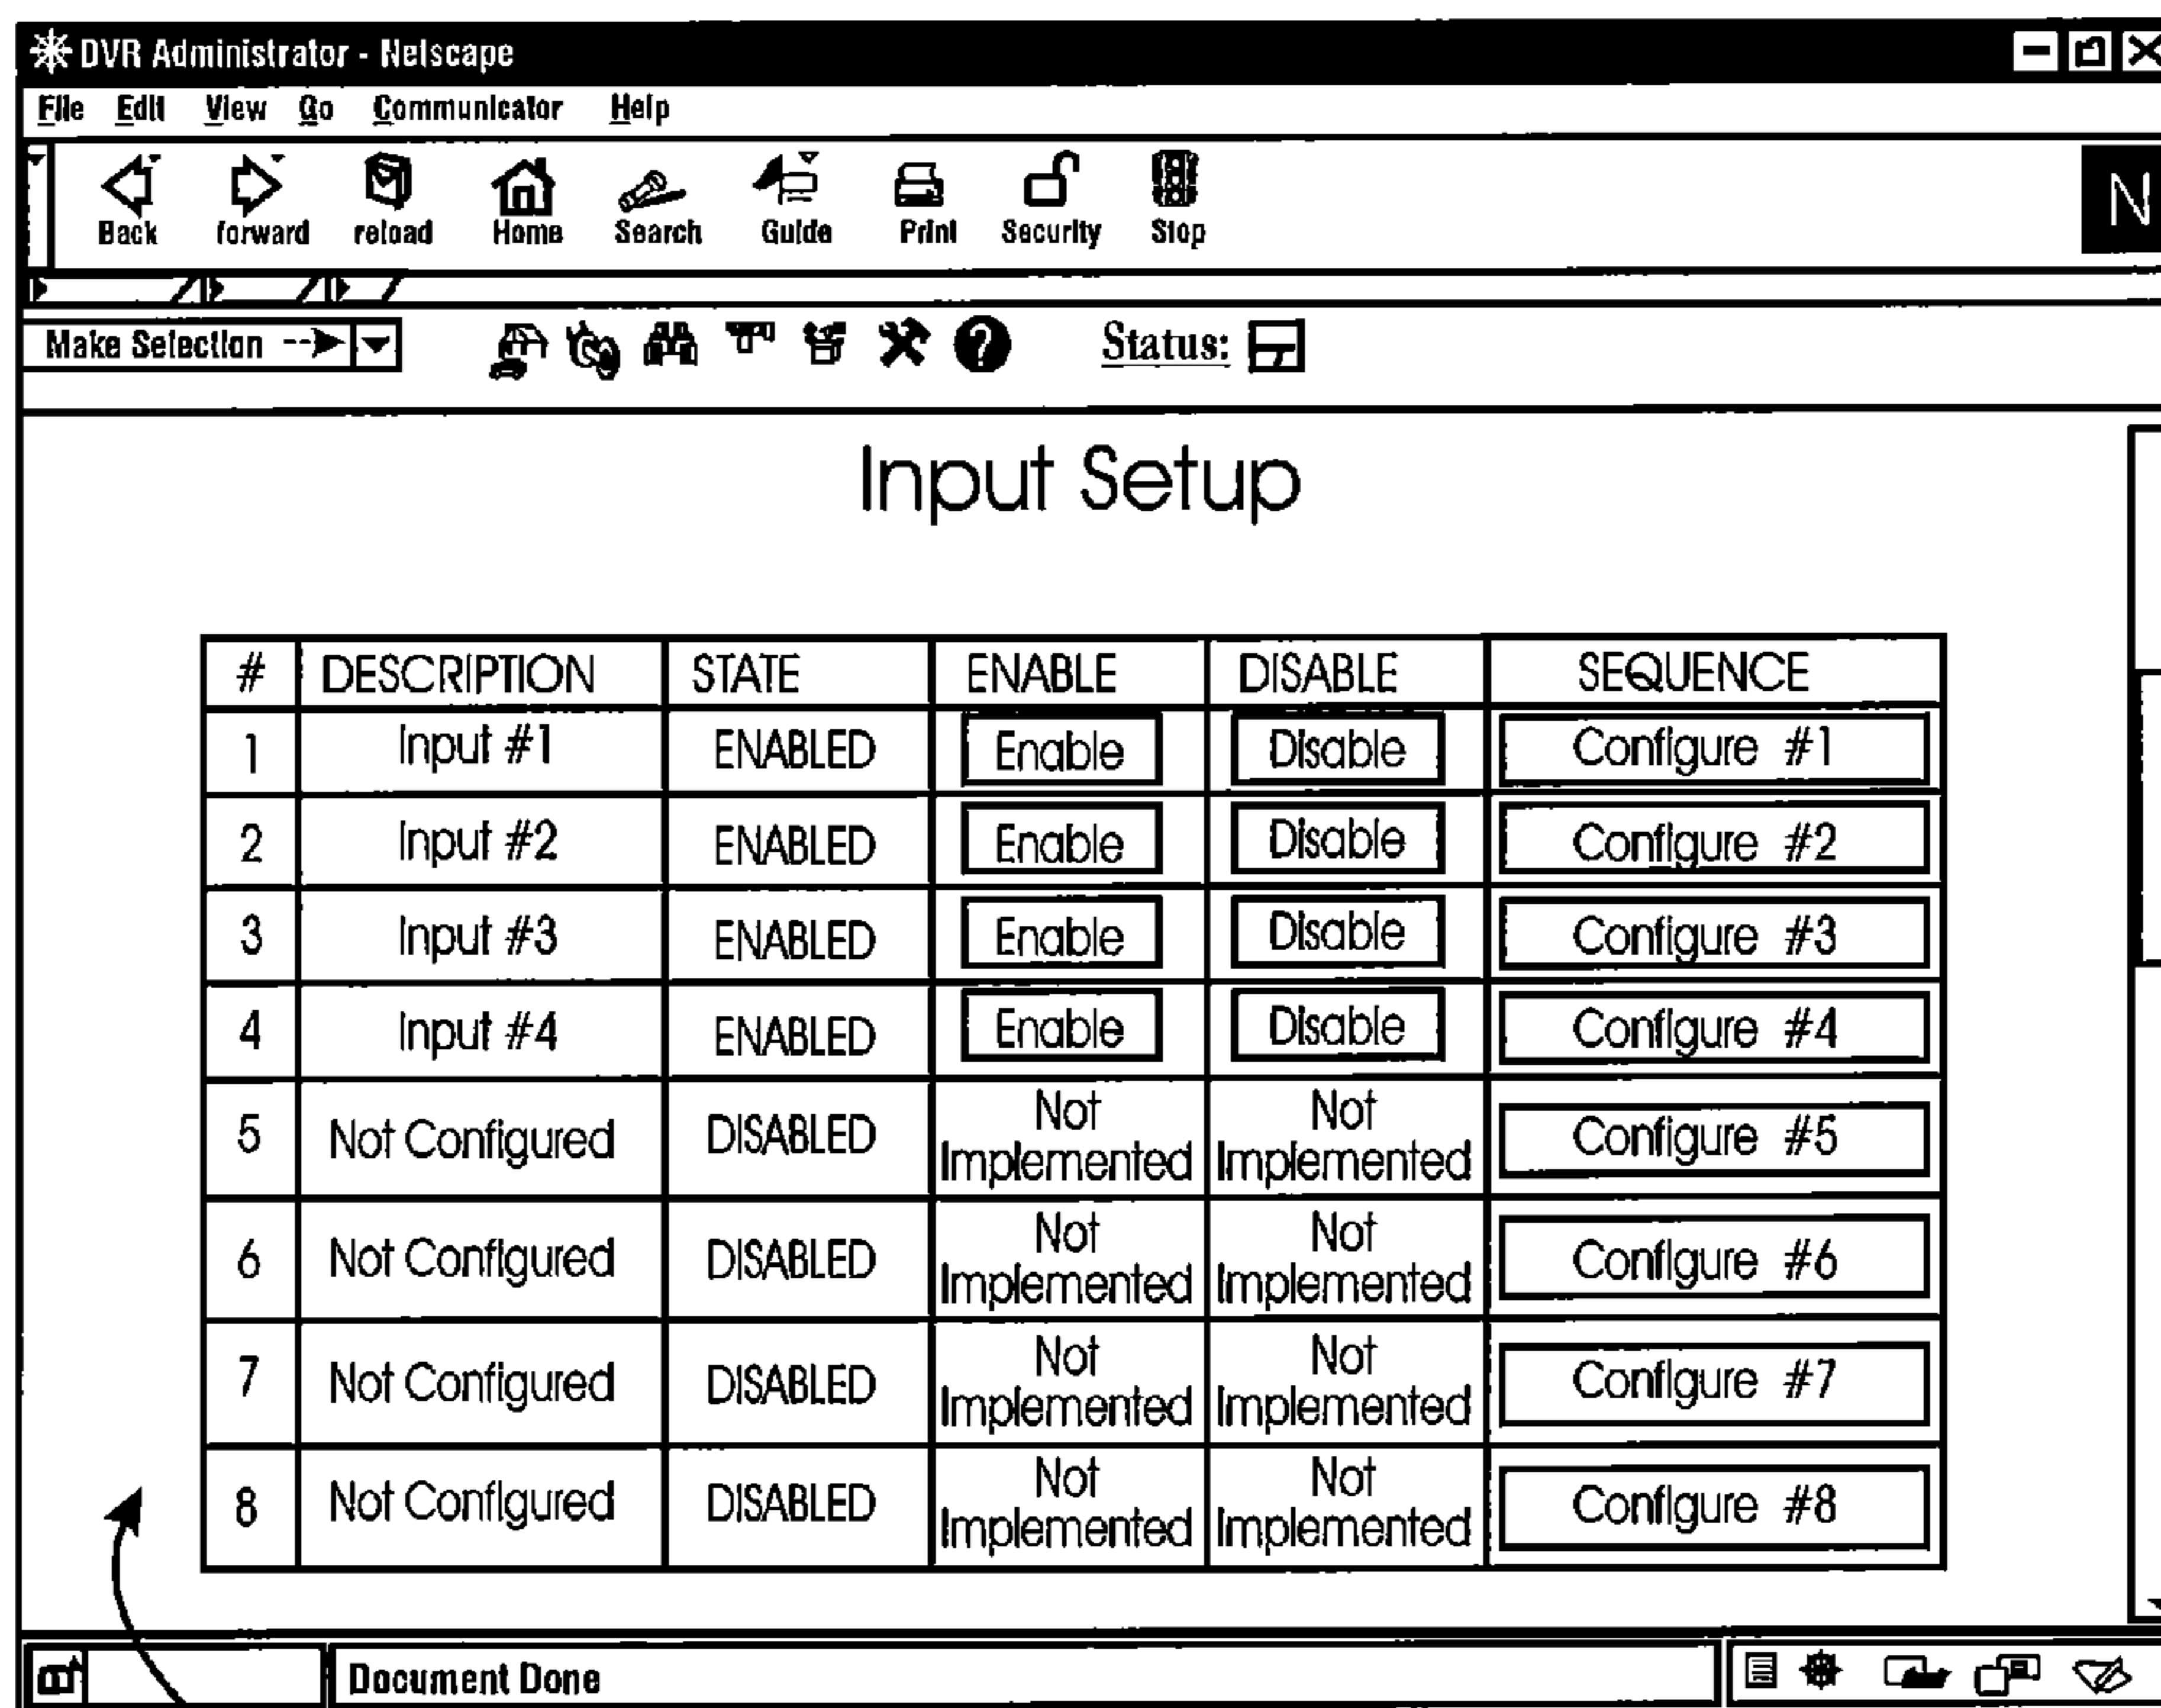 DVR Administrator - Netscape
File Edit View Go Communicator Help
Back forward reload Home Search Guide Print Security Stop
N
Make Selection --> ? Status:
Input Setup
# DESCRIPTION STATE ENABLE DISABLE SEQUENCE
1 Input #1 ENABLED Enable Disable Configure #1
2 Input #2 ENABLED Enable Disable Configure #2
3 Input #3 ENABLED Enable Disable Configure #3
4 Input #4 ENABLED Enable Disable Configure #4
5 Not Configured DISABLED Not Implemented Not Implemented Configure #5
6 Not Configured DISABLED Not Implemented Not Implemented Configure #6
7 Not Configured DISABLED Not Implemented Not Implemented Configure #7
8 Not Configured DISABLED Not Implemented Not Implemented Configure #8
Document Done